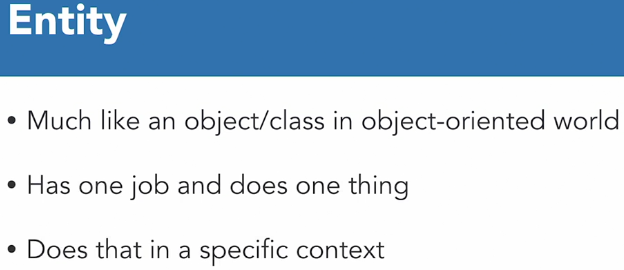 Entity
• Much like an object/class in object-oriented world
• Has one job and does one thing
• Does that in a specific context